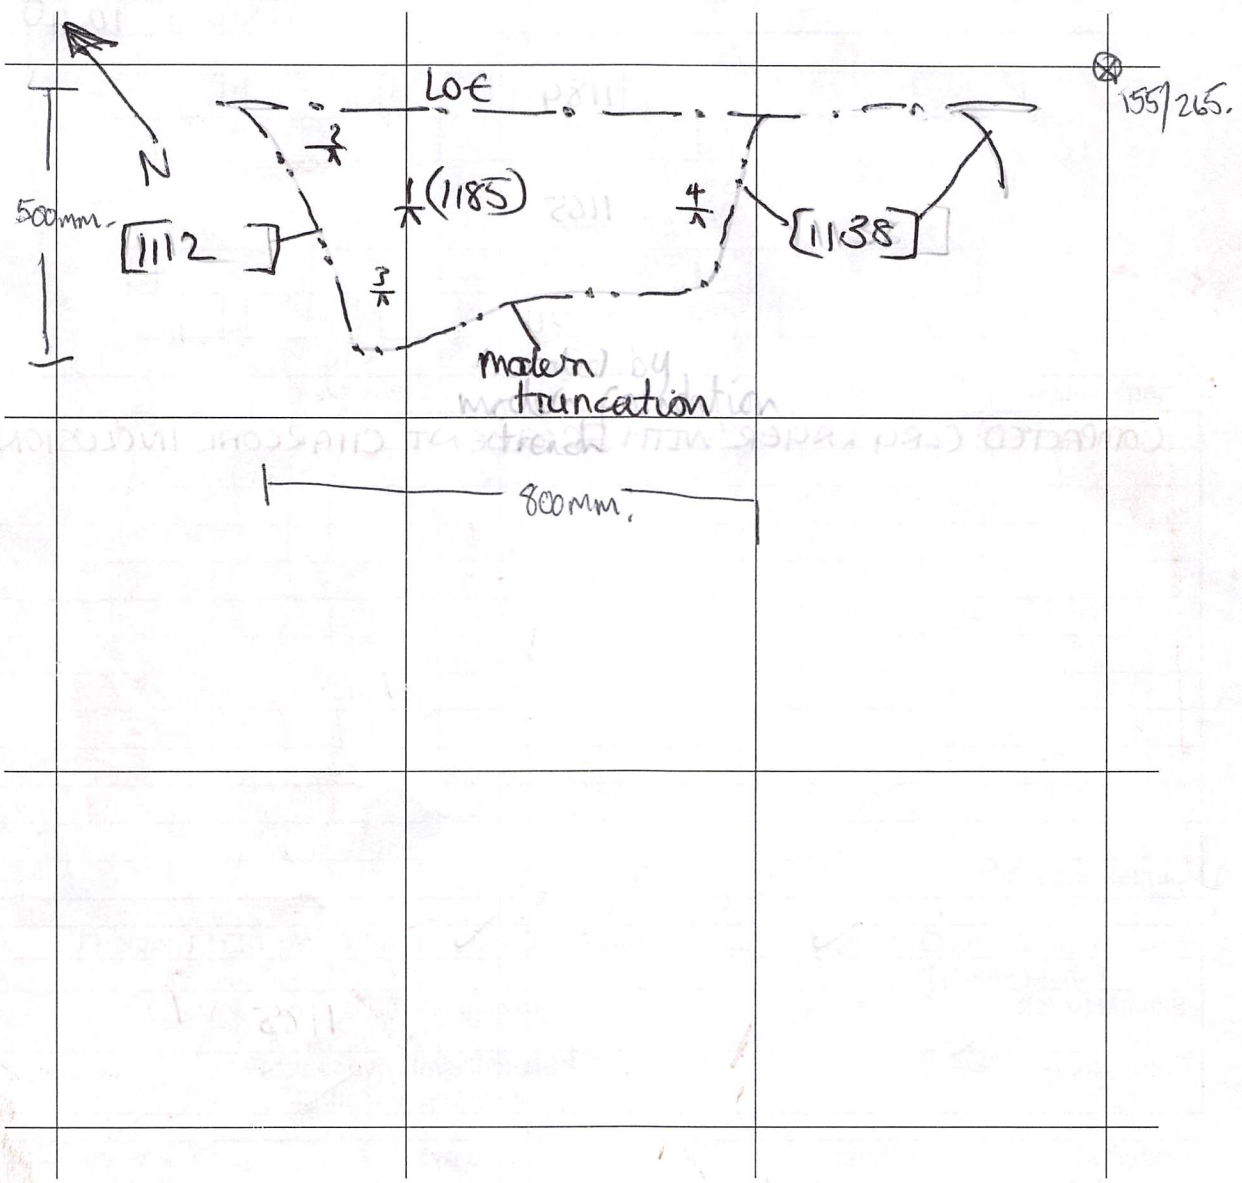 LOE
155/265.
2
N
1 (1185)
4
500mm.
[1112 ]
[1138]
3
modern
truncation
800mm.